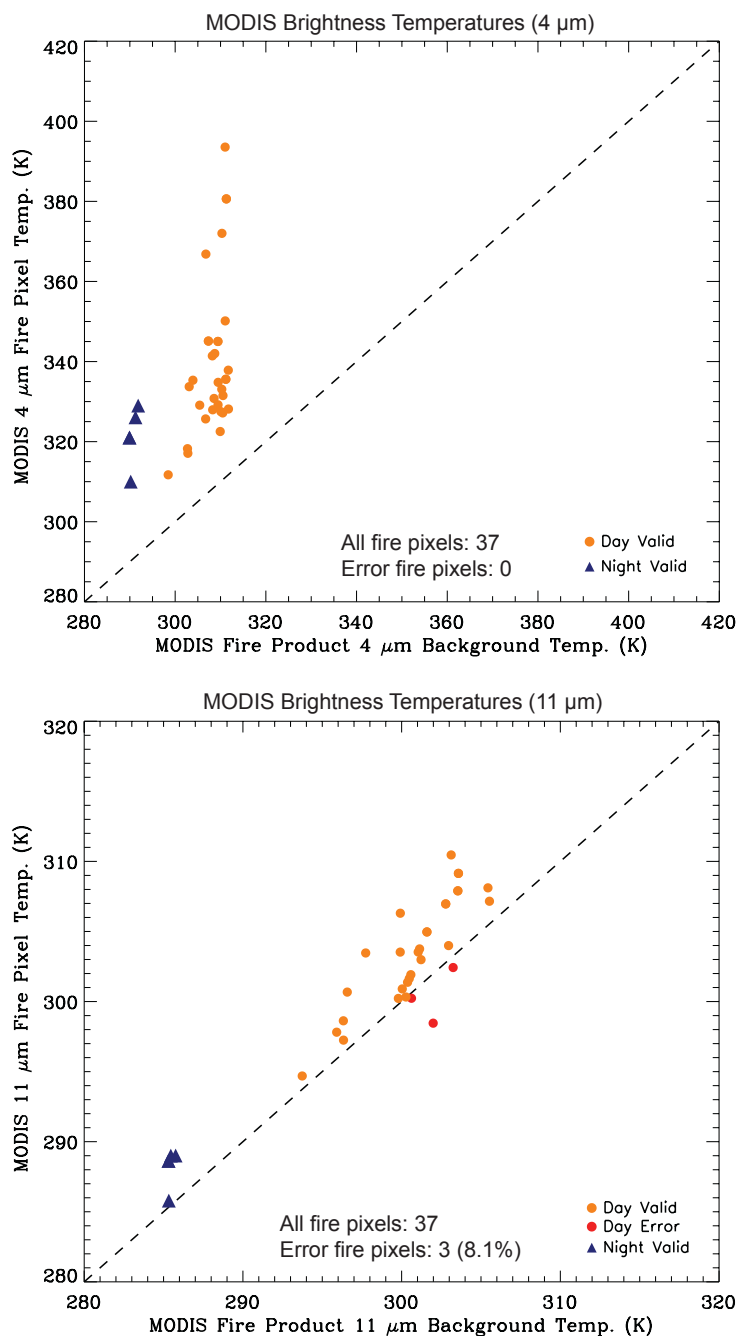 MODIS Brightness Temperatures (4 µm)
420
400
380
360
340
320
300
280
MODIS 4 µm Fire Pixel Temp. (K)
All fire pixels: 37
Error fire pixels: 0
Day Valid
Night Valid
280 300 320 340 360 380 400 420
MODIS Fire Product 4 µm Background Temp. (K)
MODIS Brightness Temperatures (11 µm)
320
310
300
290
280
MODIS 11 µm Fire Pixel Temp. (K)
All fire pixels: 37
Error fire pixels: 3 (8.1%)
Day Valid
Day Error
Night Valid
280 290 300 310 320
MODIS Fire Product 11 µm Background Temp. (K)